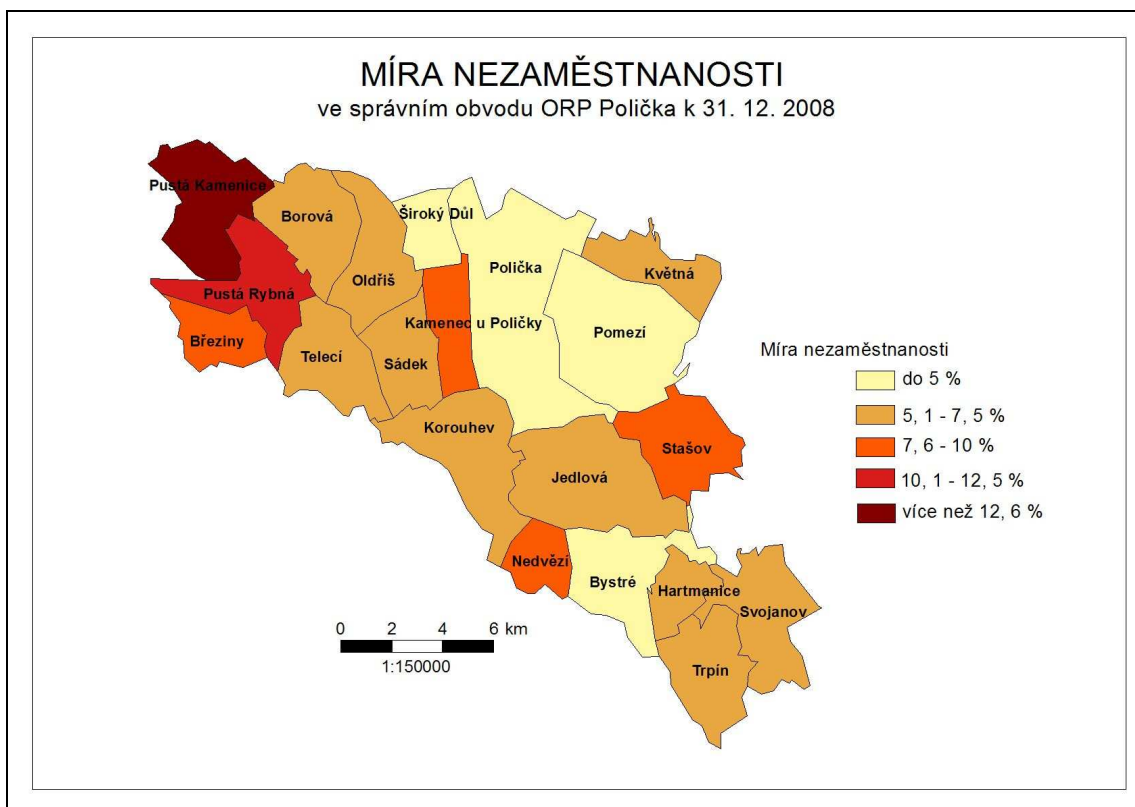 MÍRA NEZAMĚSTNANOSTI
ve správním obvodu ORP Polička k 31. 12. 2008
Pustá Kamenice
Borová
Široký Důl
Oldřiš
Polička
Květná
Pustá Rybná
Kamenec u Poličky
Pomezí
Březiny
Telecí
Sádek
Korouhev
Stašov
Jedlová
Nedvězí
Bystré
Hartmanice
Svojanov
Trpín
Míra nezaměstnanosti
do 5 %
5, 1 - 7, 5 %
7, 6 - 10 %
10, 1 - 12, 5 %
více než 12, 6 %
0 2 4 6 km
1:150000